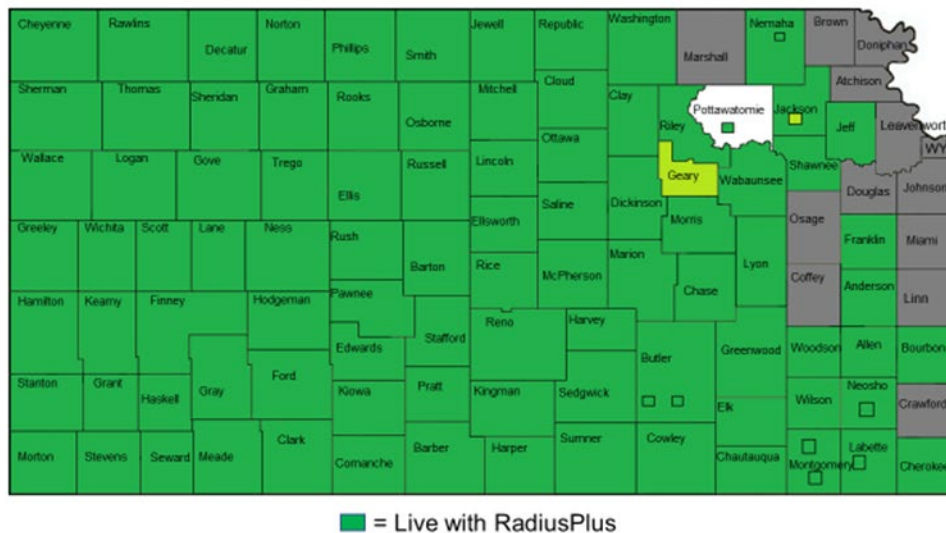 Cheyenne Rawlins Decatur Norton Phillips Smith Jewell Republic Washington Marshall Nemaha Brown Doniphan
Atchison
Sherman Thomas Sheridan Graham Rooks Osborne Mitchell Cloud Clay Riley Pottawatomie Jackson Jeff Leavenworth
WY
Ottawa
Wallace Logan Gove Trego Ellis Russell Lincoln Saline Dickinson Geary Wabaunsee Shawnee Douglas Johnson
Ellsworth Morris Osage
Greeley Wichita Scott Lane Ness Rush Barton Rice McPherson Marion Chase Lyon Coffey Franklin Miami
Hamilton Kearny Finney Hodgeman Pawnee Stafford Reno Harvey Butler Greenwood Woodson Anderson Linn
Allen Bourbon
Edwards
Stanton Grant Haskell Gray Ford Kiowa Pratt Kingman Sedgwick Elk Wilson Neosho Crawford
Morton Stevens Seward Meade Clark Comanche Barber Harper Sumner Cowley Chautauqua Montgomery Labette Cherokee
= Live with RadiusPlus